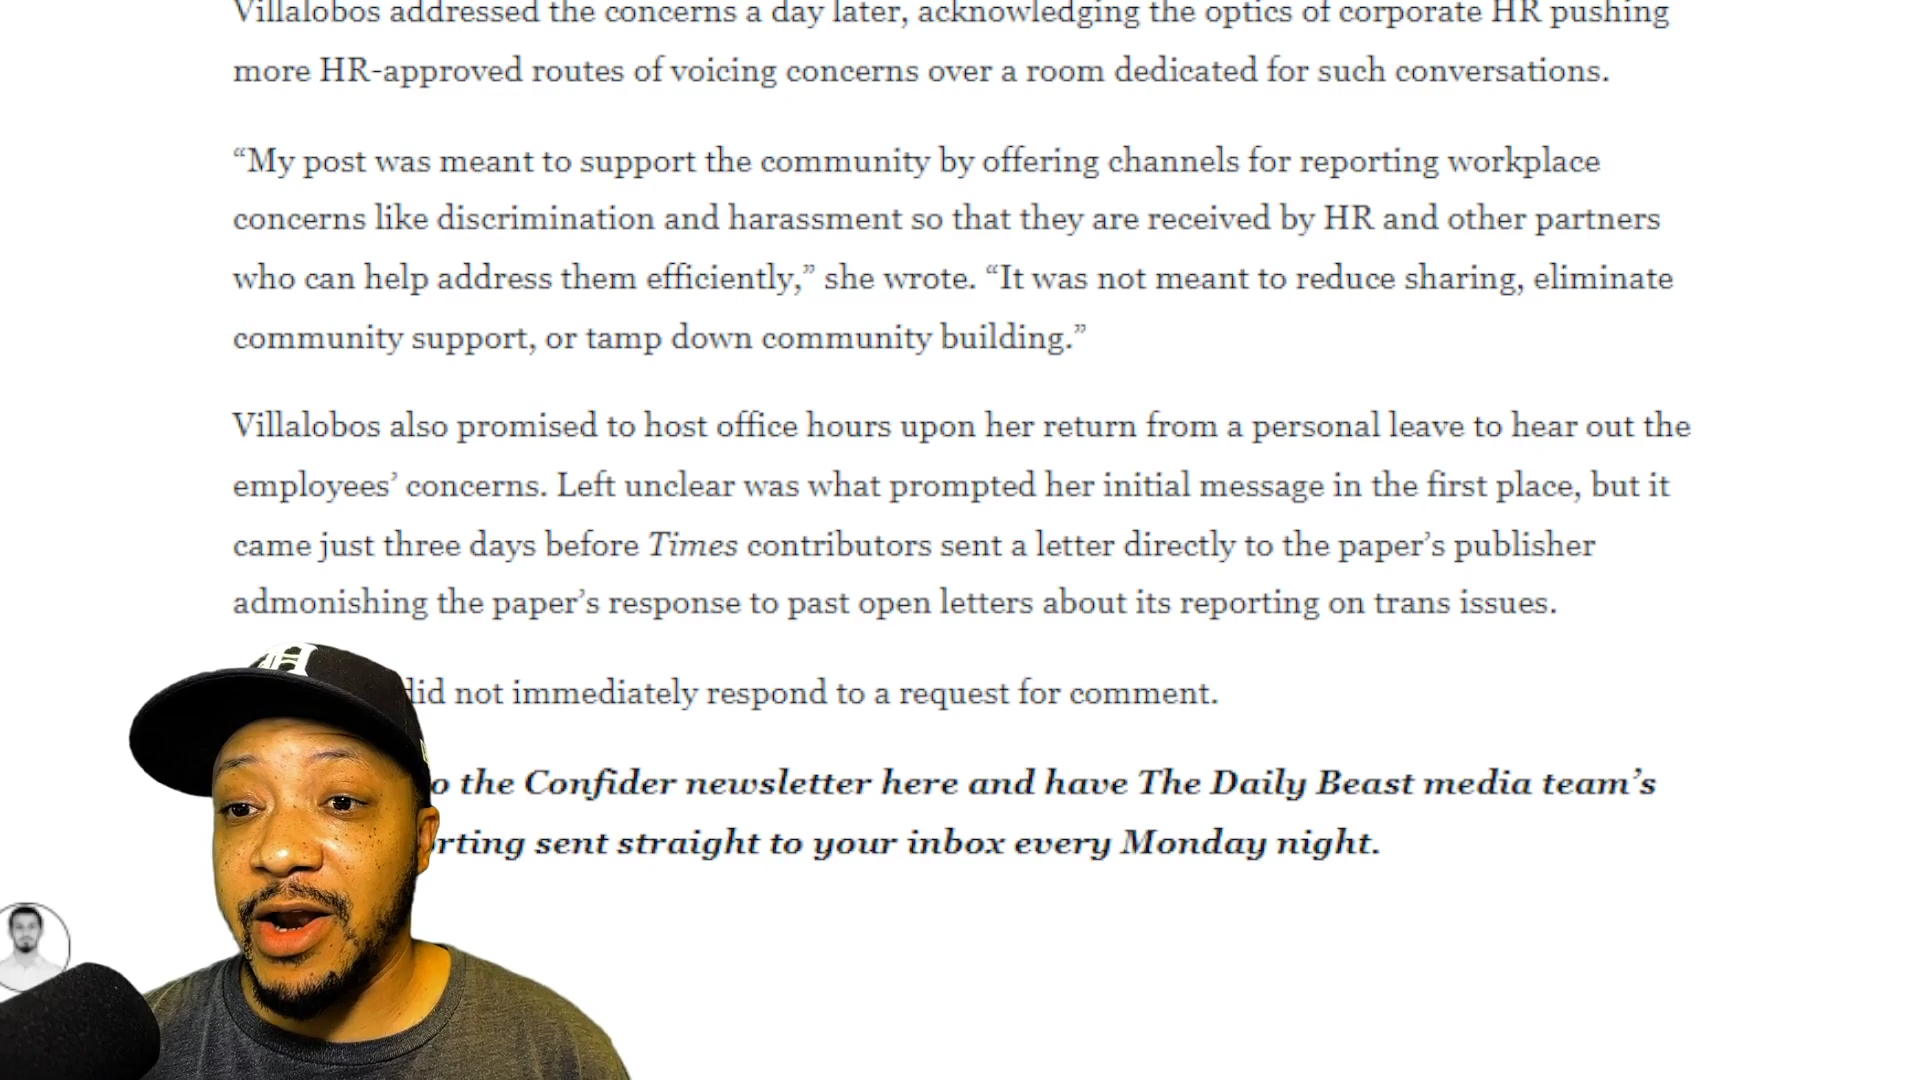 Villalobos addressed the concerns a day later, acknowledging the optics of corporate HR pushing
more HR-approved routes of voicing concerns over a room dedicated for such conversations.
“My post was meant to support the community by offering channels for reporting workplace
concerns like discrimination and harassment so that they are received by HR and other partners
who can help address them efficiently,” she wrote. “It was not meant to reduce sharing, eliminate
community support, or tamp down community building.”
Villalobos also promised to host office hours upon her return from a personal leave to hear out the
employees’ concerns. Left unclear was what prompted her initial message in the first place, but it
came just three days before Times contributors sent a letter directly to the paper’s publisher
admonishing the paper’s response to past open letters about its reporting on trans issues.
did not immediately respond to a request for comment.
o the Confider newsletter here and have The Daily Beast media team’s
rting sent straight to your inbox every Monday night.